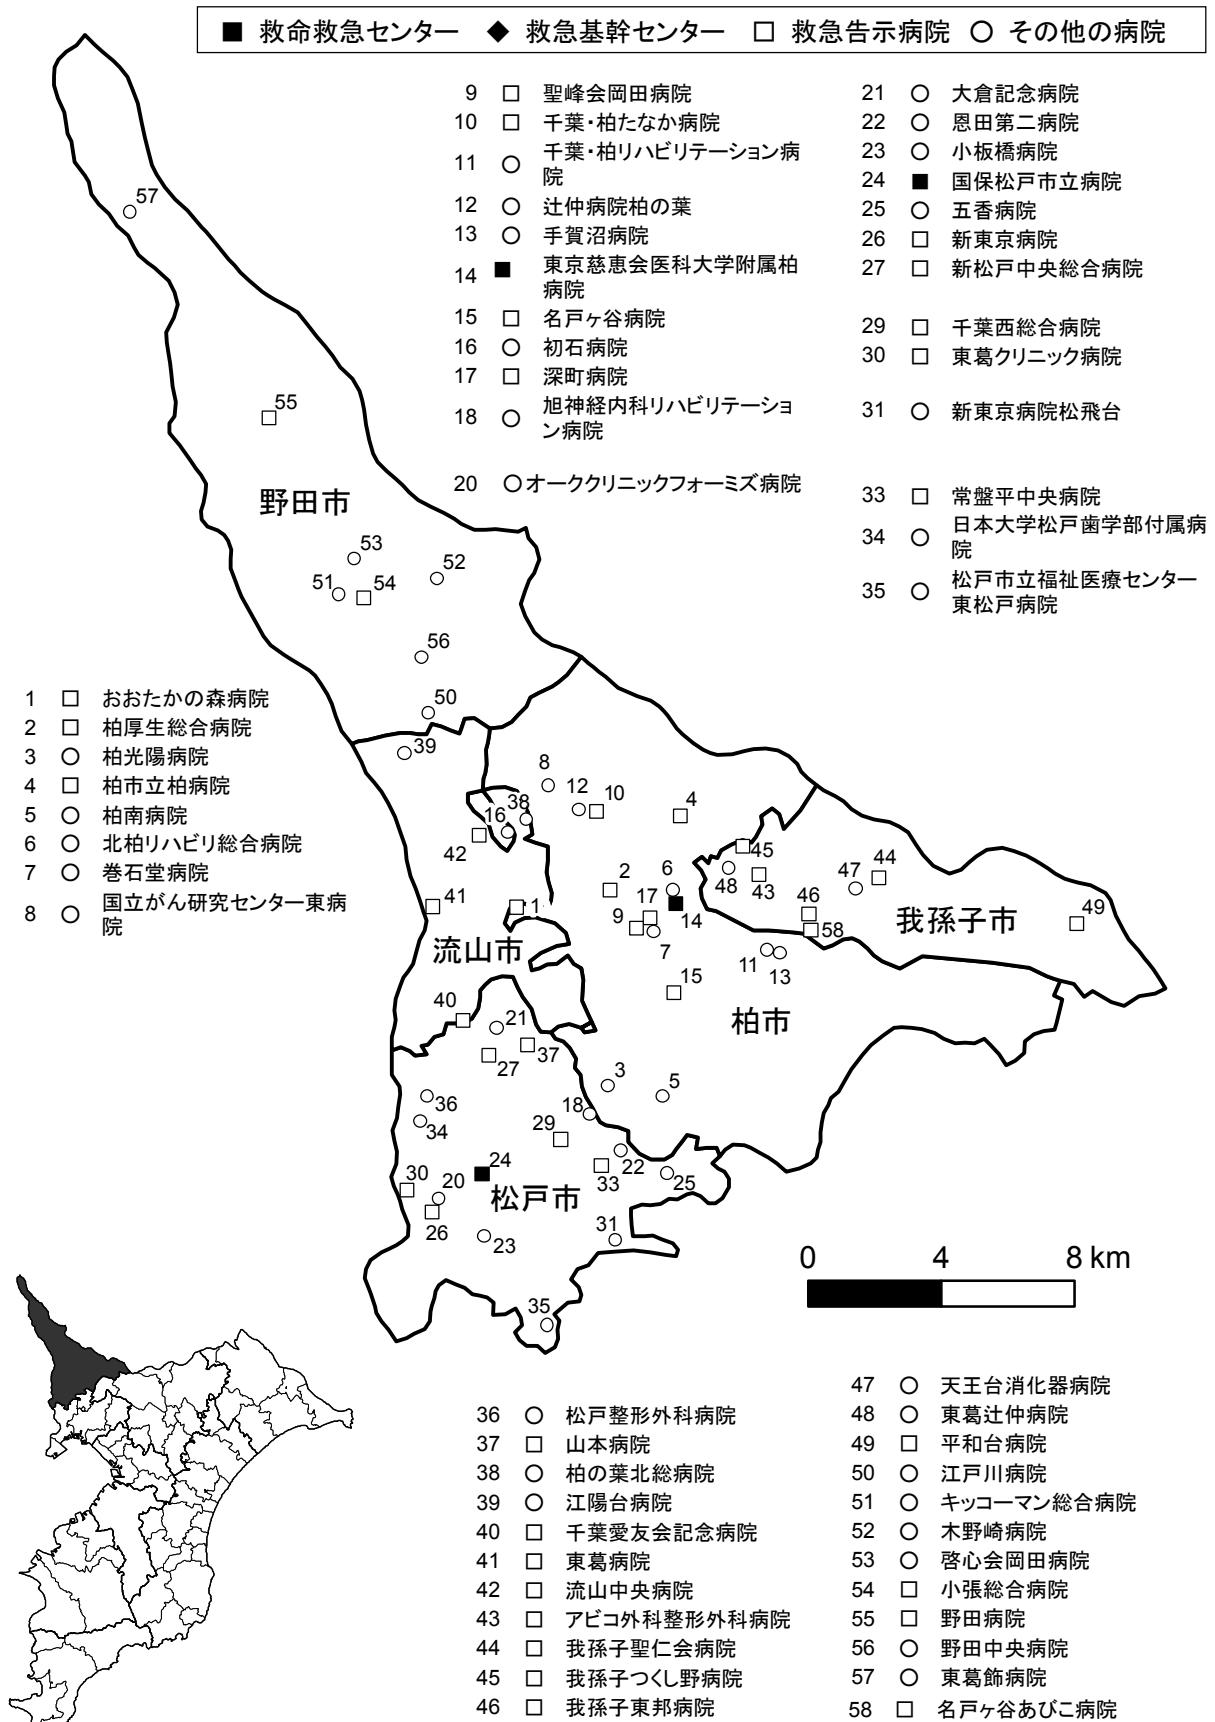 ■ 救命救急センター ◆ 救急基幹センター □ 救急告示病院 ○ その他の病院
9 □ 聖峰会岡田病院
10 □ 千葉・柏たなか病院
11 ○ 千葉・柏リハビリテーション病
院
12 ○ 辻仲病院柏の葉
13 ○ 手賀沼病院
14 ■ 東京慈恵会医科大学附属柏
病院
15 □ 名戸ヶ谷病院
16 ○ 初石病院
17 □ 深町病院
18 ○ 旭神経内科リハビリテーショ
ン病院
20 ○オーククリニックフォーミズ病院
21 ○ 大倉記念病院
22 ○ 恩田第二病院
23 ○ 小板橋病院
24 ■ 国保松戸市立病院
25 ○ 五香病院
26 □ 新東京病院
27 □ 新松戸中央総合病院
29 □ 千葉西総合病院
30 □ 東葛クリニック病院
31 ○ 新東京病院松飛台
33 □ 常盤平中央病院
34 ○ 日本大学松戸歯学部付属病
院
35 ○ 松戸市立福祉医療センター
東松戸病院
57
55
野田市
53
52
51
54
56
50
1 □ おおたかの森病院
2 □ 柏厚生総合病院
3 ○ 柏光陽病院
4 □ 柏市立柏病院
5 ○ 柏南病院
6 ○ 北柏リハビリ総合病院
7 ○ 巻石堂病院
8 ○ 国立がん研究センター東病
院
39
8
12
10
38
16
4
42
45
48
43
47
44
2
6
17
14
46
49
41
1
9
58
我孫子市
流山市
7
11
13
15
40
21
柏市
37
27
3
5
36
18
34
29
22
24
33
25
30
20
松戸市
26
23
31
35
0 4 8 km
36 ○ 松戸整形外科病院
37 □ 山本病院
38 ○ 柏の葉北総病院
39 ○ 江陽台病院
40 □ 千葉愛友会記念病院
41 □ 東葛病院
42 □ 流山中央病院
43 □ アビコ外科整形外科病院
44 □ 我孫子聖仁会病院
45 □ 我孫子つくし野病院
46 □ 我孫子東邦病院
47 ○ 天王台消化器病院
48 ○ 東葛辻仲病院
49 □ 平和台病院
50 ○ 江戸川病院
51 ○ キッコーマン総合病院
52 ○ 木野崎病院
53 ○ 啓心会岡田病院
54 □ 小張総合病院
55 □ 野田病院
56 ○ 野田中央病院
57 ○ 東葛飾病院
58 □ 名戸ヶ谷あびこ病院